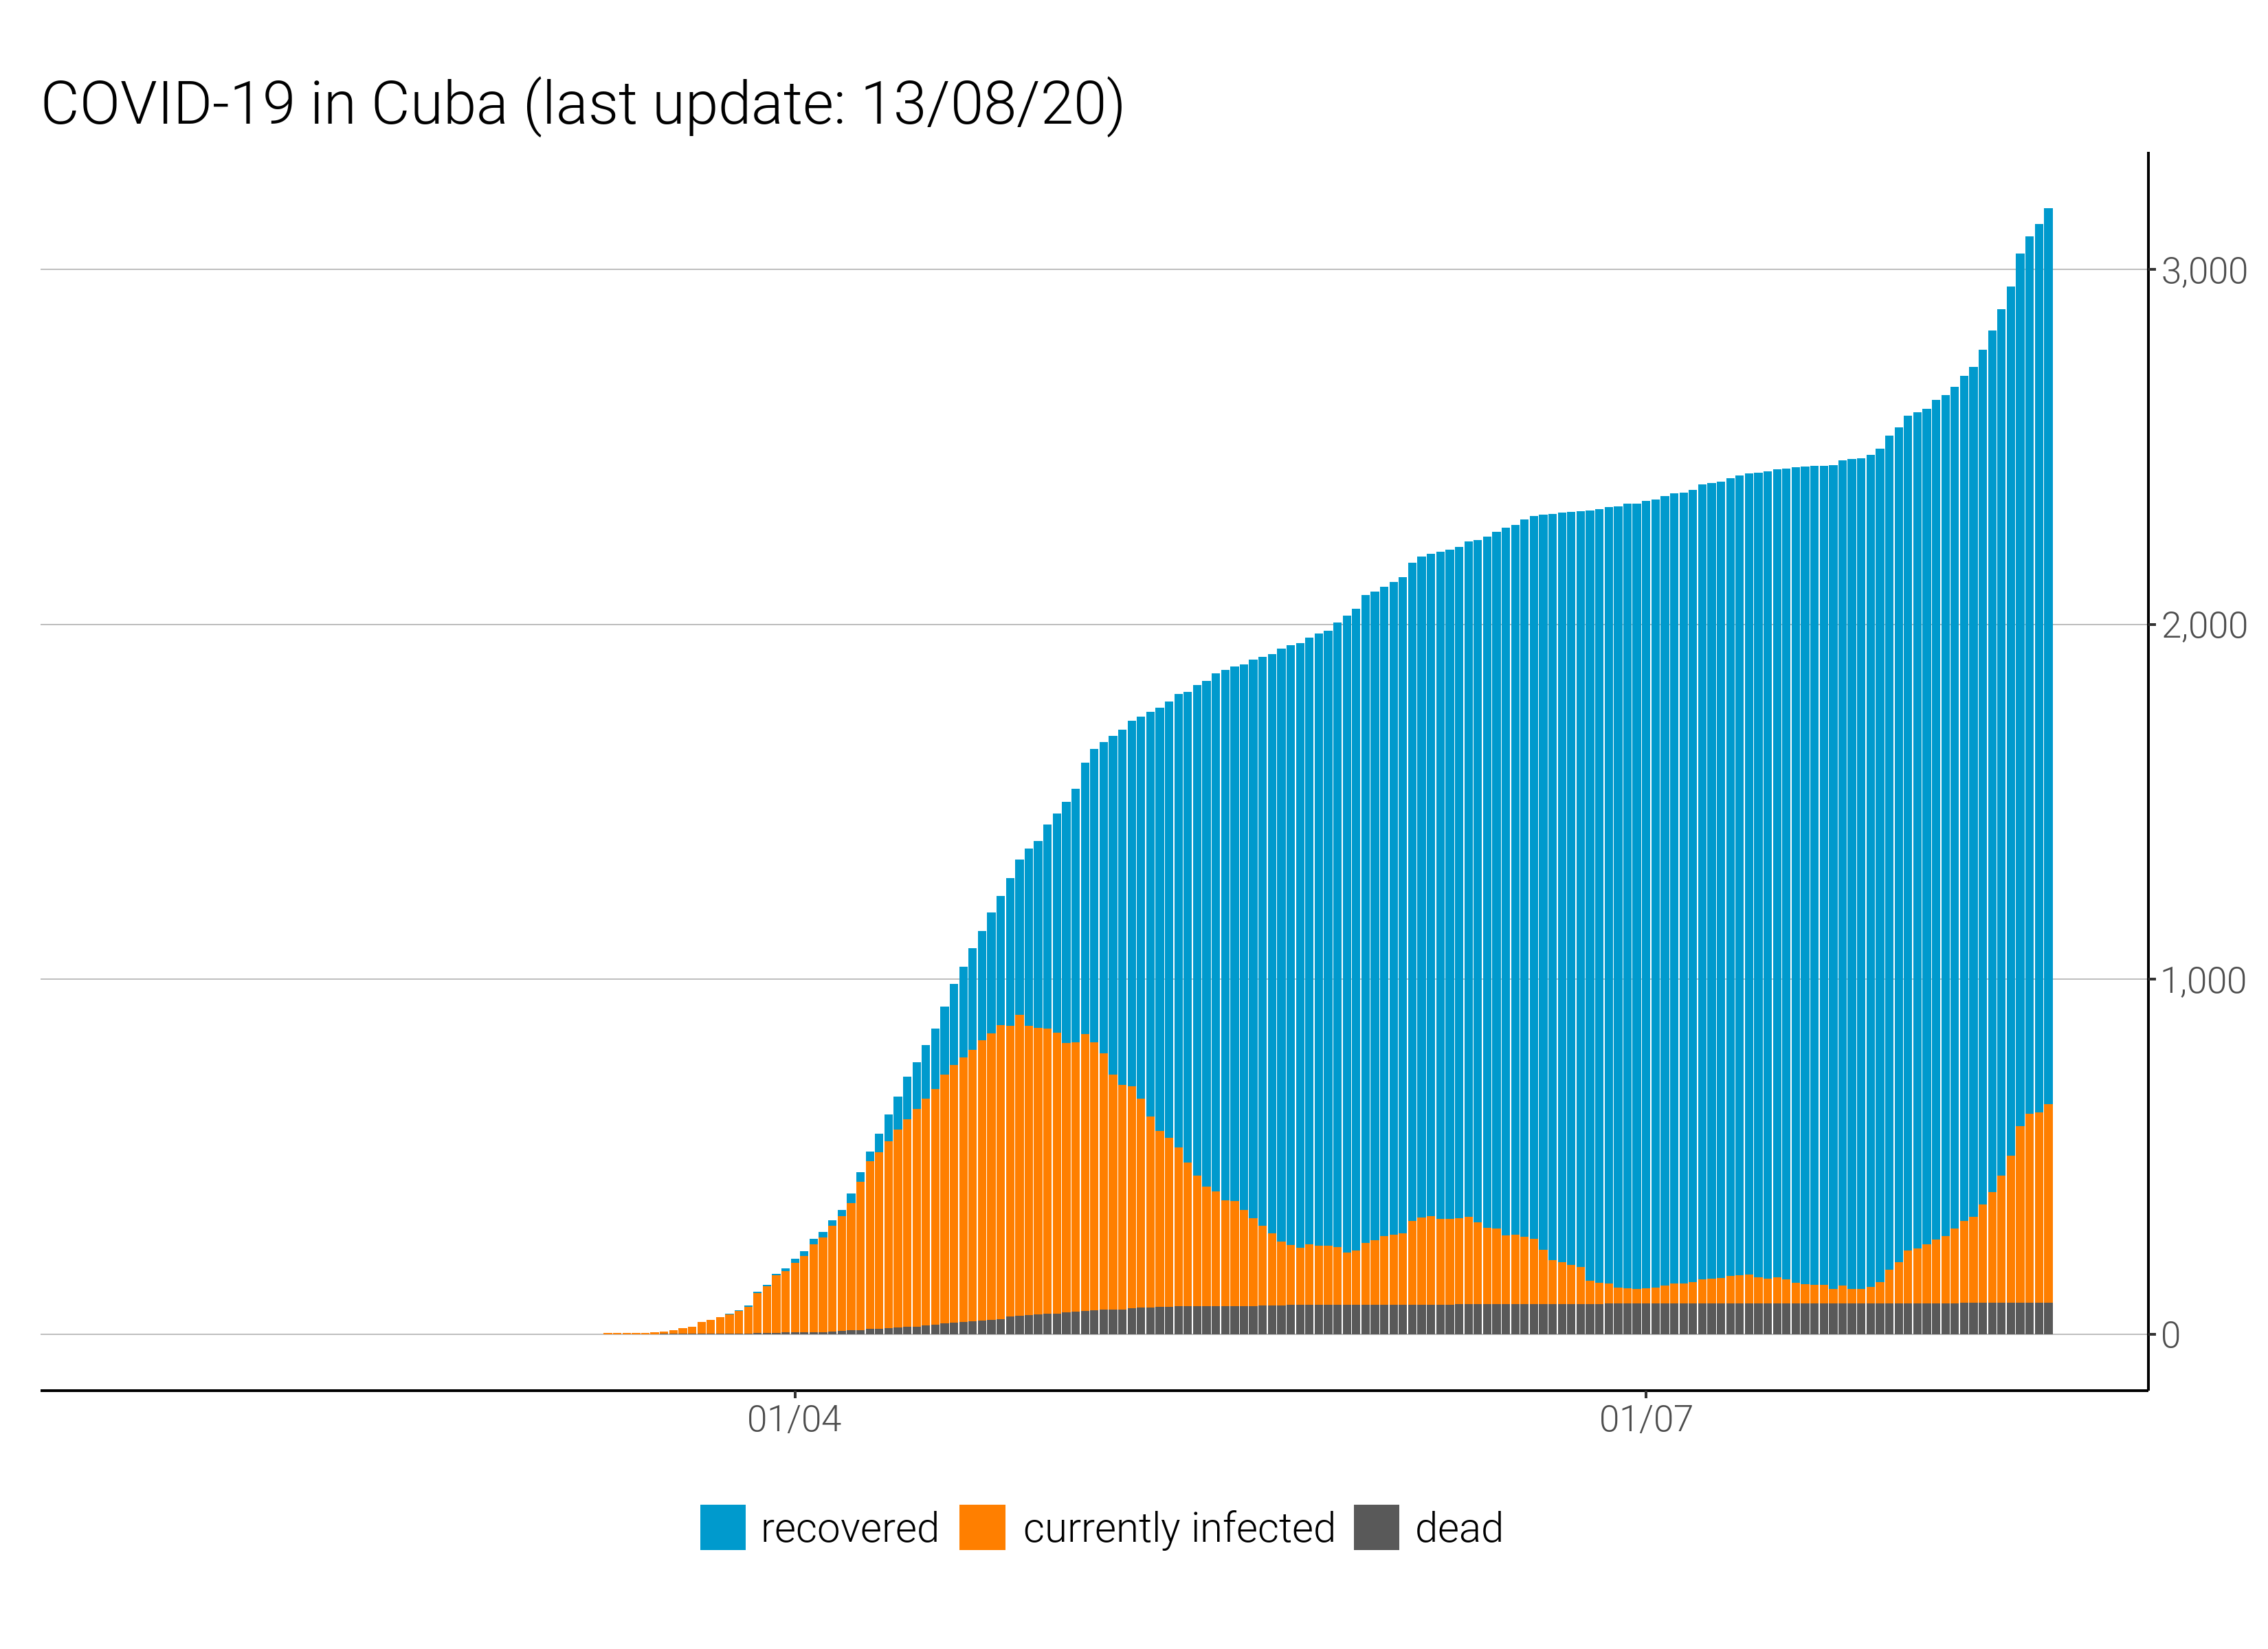 COVID-19 in Cuba (last update: 13/08/20)
3,000
2,000
1,000
0
01/04 01/07
recovered currently infected dead